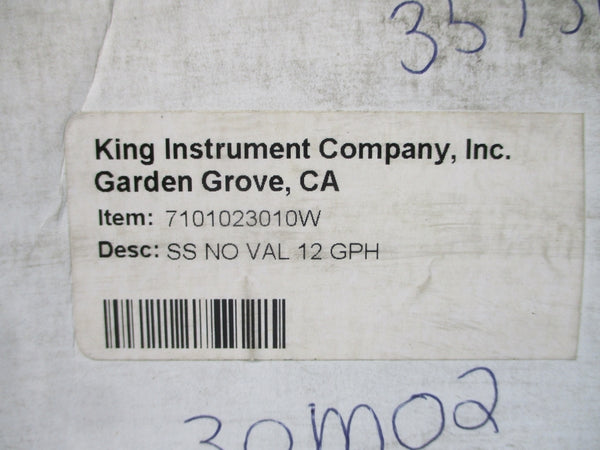 King Instrument Company, Inc.
Garden Grove, CA
Item: 7101023010W
Desc: SS NO VAL 12 GPH
30M02